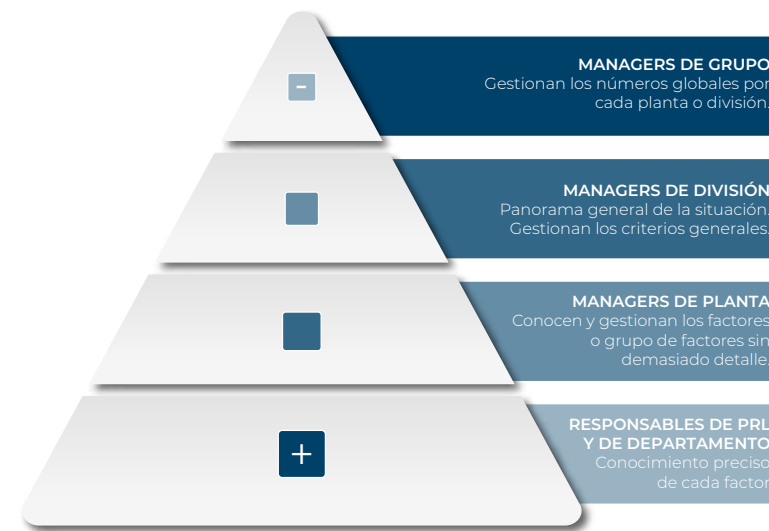 -
MANAGERS DE GRUPO
Gestionan los números globales por
cada planta o división.
MANAGERS DE DIVISIÓN
Panorama general de la situación.
Gestionan los criterios generales.
MANAGERS DE PLANTA
Conocen y gestionan los factores
o grupo de factores sin
demasiado detalle.
+
RESPONSABLES DE PRL
Y DE DEPARTAMENTO
Conocimiento preciso
de cada factor